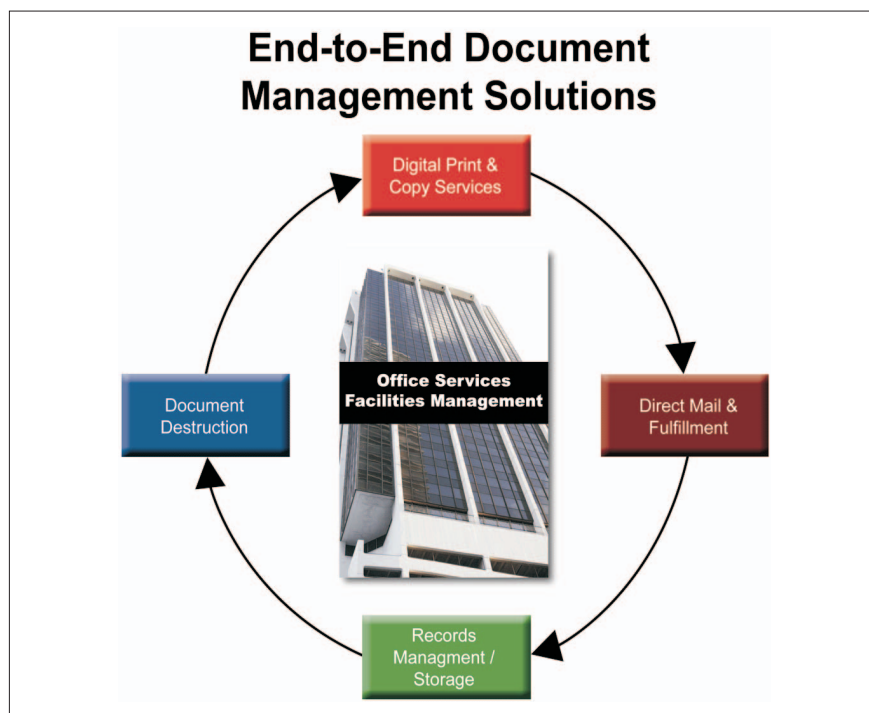 End-to-End Document
Management Solutions
Digital Print &
Copy Services
Office Services
Facilities Management
Document
Destruction
Direct Mail &
Fulfillment
Records
Managment /
Storage